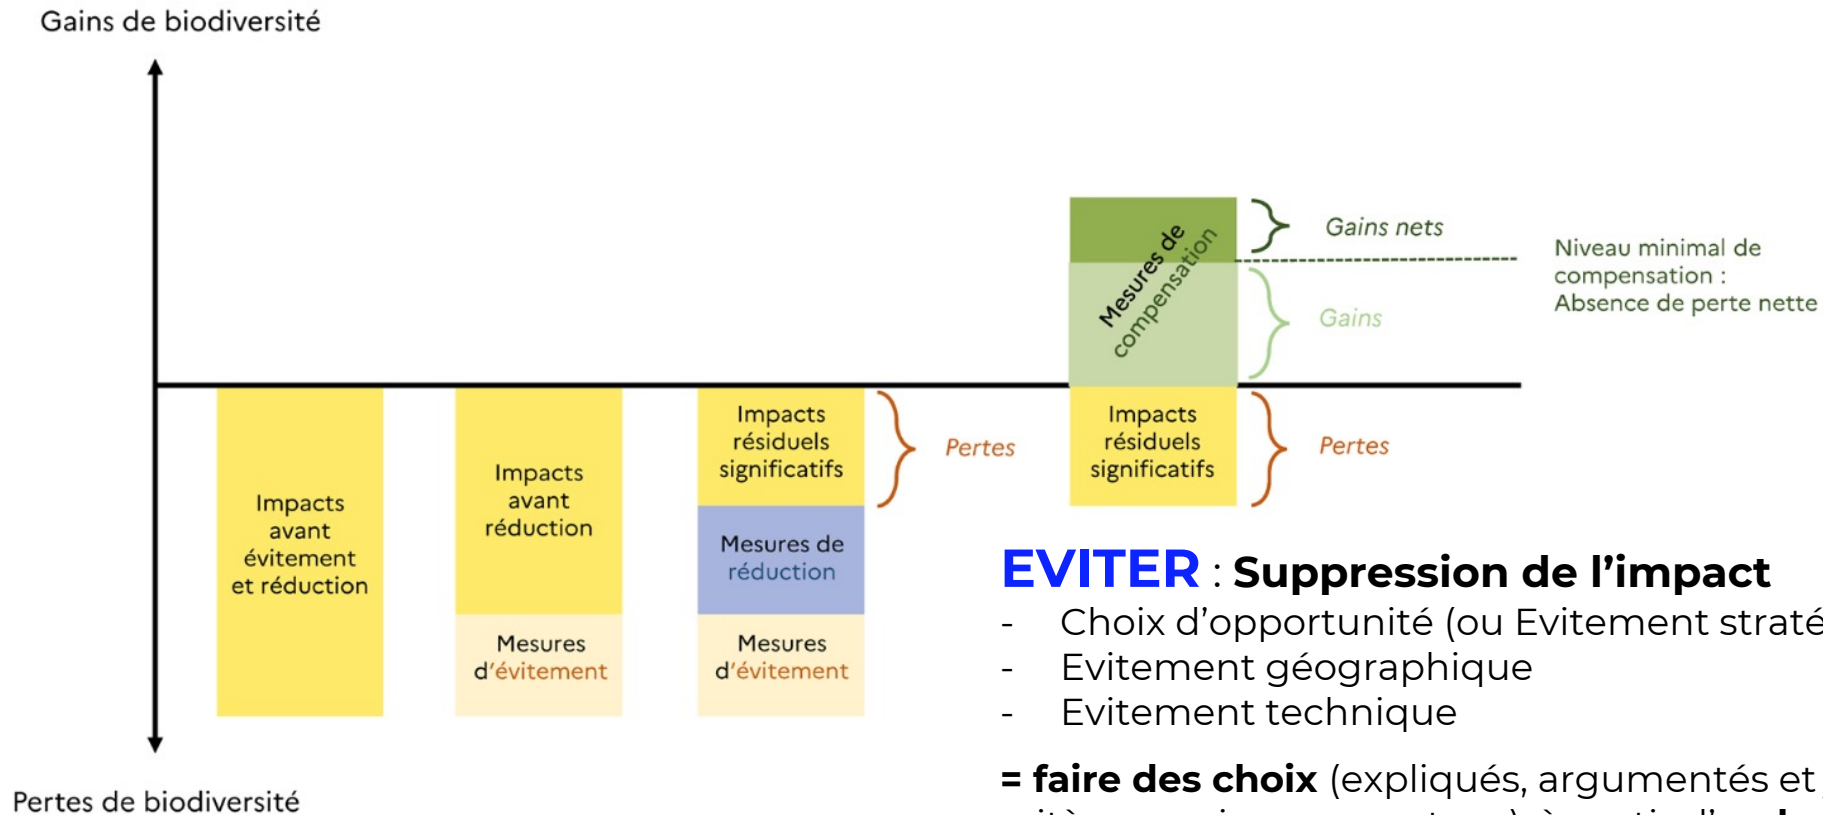 Gains de biodiversité
Gains nets
Niveau minimal de
compensation :
Absence de perte nette
Mesures de
compensation
Gains
Impacts
avant
évitement
et réduction
Impacts
avant
réduction
Mesures
d'évitement
Impacts
résiduels
significatifs
Pertes
Mesures de
réduction
Mesures
d'évitement
Impacts
résiduels
significatifs
Pertes
EVITER : Suppression de l'impact
- Choix d'opportunité (ou Evitement straté
- Evitement géographique
- Evitement technique
= faire des choix (expliqués, argumentés et
Pertes de biodiversité